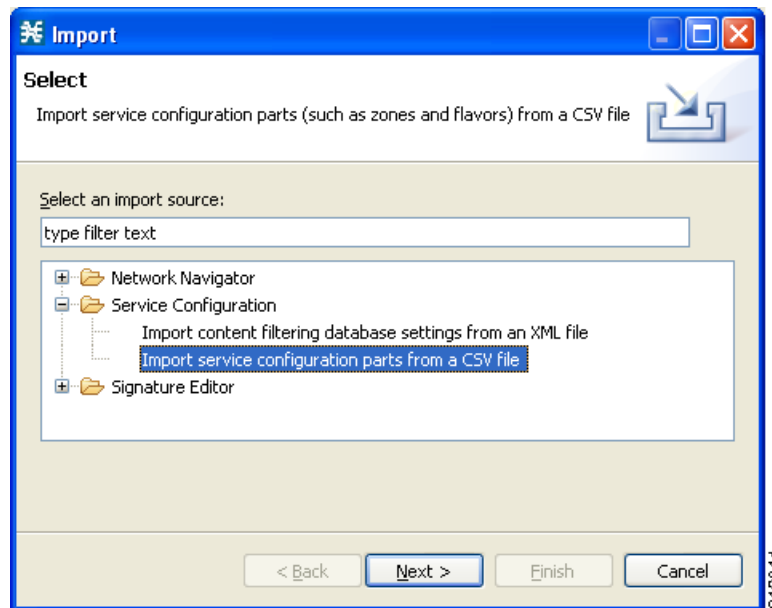 Import
Select
Import service configuration parts (such as zones and flavors) from a CSV file
Select an import source:
type filter text
Network Navigator
Service Configuration
Import content filtering database settings from an XML file
Import service configuration parts from a CSV file
Signature Editor
< Back Next > Finish Cancel